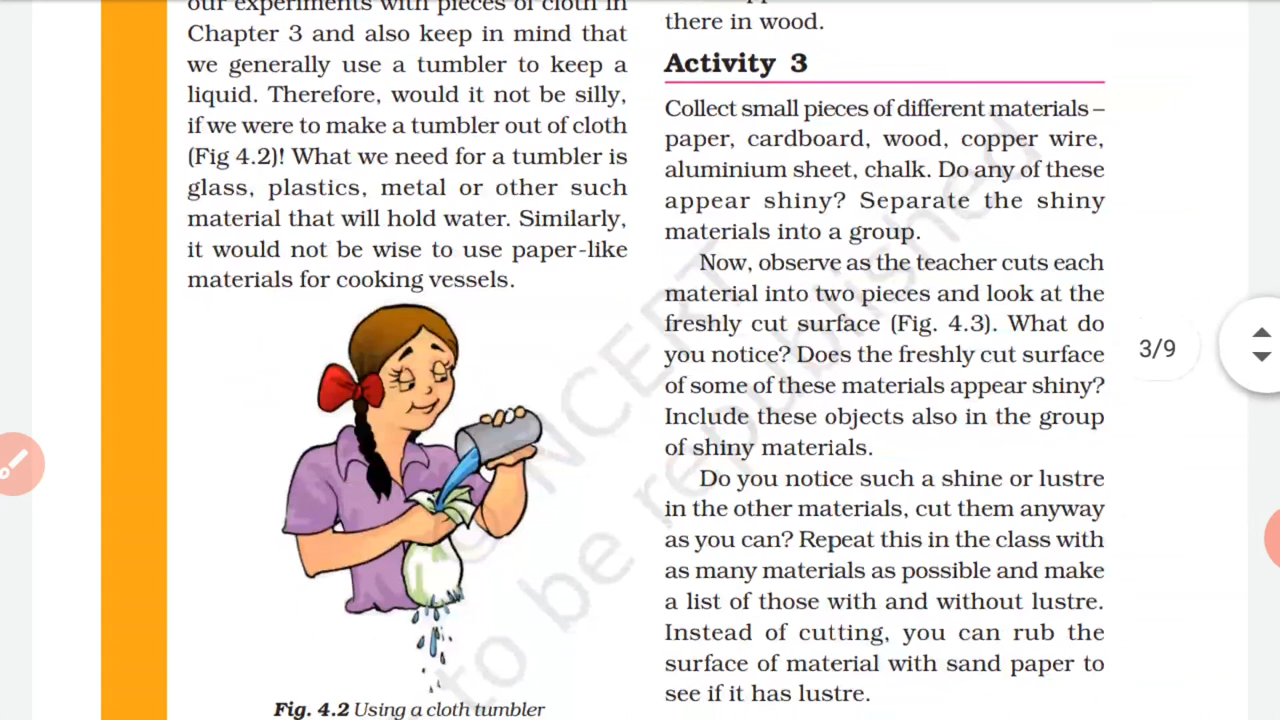 our experiments with pieces of cloth in
Chapter 3 and also keep in mind that
we generally use a tumbler to keep a
liquid. Therefore, would it not be silly,
if we were to make a tumbler out of cloth
(Fig 4.2)! What we need for a tumbler is
glass, plastics, metal or other such
material that will hold water. Similarly,
it would not be wise to use paper-like
materials for cooking vessels.
Fig. 4.2 Using a cloth tumbler
there in wood.
Activity 3
Collect small pieces of different materials –
paper, cardboard, wood, copper wire,
aluminium sheet, chalk. Do any of these
appear shiny? Separate the shiny
materials into a group.
Now, observe as the teacher cuts each
material into two pieces and look at the
freshly cut surface (Fig. 4.3). What do
you notice? Does the freshly cut surface
of some of these materials appear shiny?
Include these objects also in the group
of shiny materials.
Do you notice such a shine or lustre
in the other materials, cut them anyway
as you can? Repeat this in the class with
as many materials as possible and make
a list of those with and without lustre.
Instead of cutting, you can rub the
surface of material with sand paper to
see if it has lustre.
3/9
NCERT
to be republished